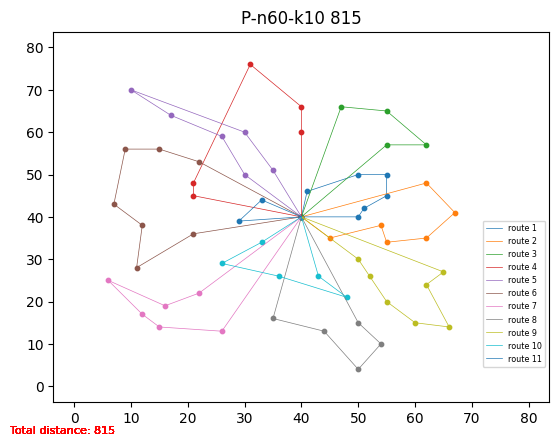 P-n60-k10 815
80
70
60
50
40
30
20
10
0
0 10 20 30 40 50 60 70 80
route 1
route 2
route 3
route 4
route 5
route 6
route 7
route 8
route 9
route 10
route 11
Total distance: 815